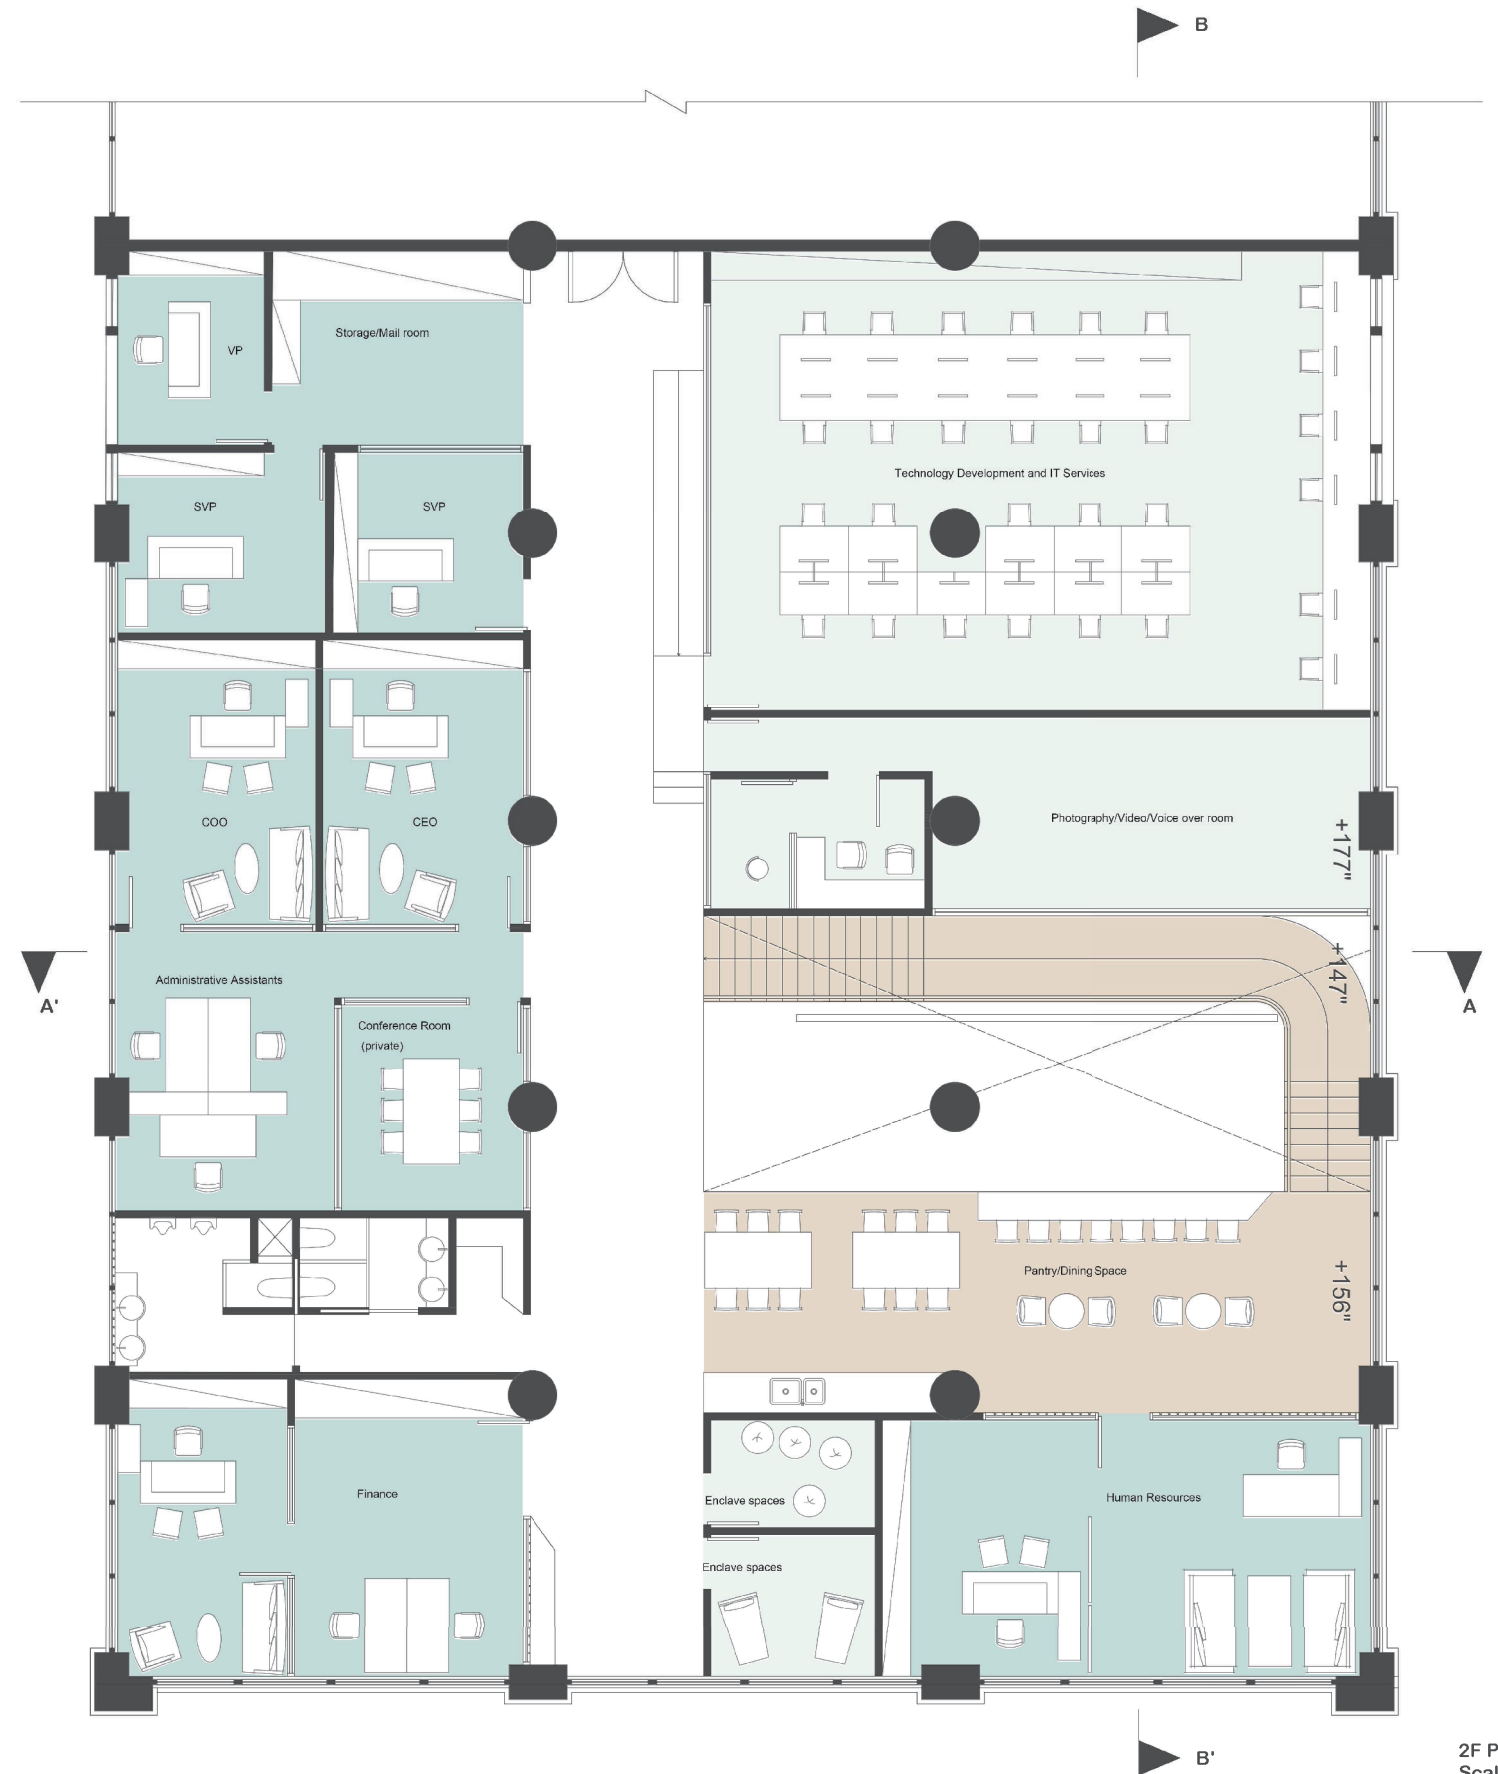 B
Storage/Mail room
VP
Technology Development and IT Services
SVP
SVP
COO
CEO
Photography/Video/Voice over room
+177"
Administrative Assistants
+147"
A'
A
Conference Room
(private)
Pantry/Dining Space
+156"
Finance
Enclave spaces
Human Resources
Enclave spaces
B'
2F P
Scal